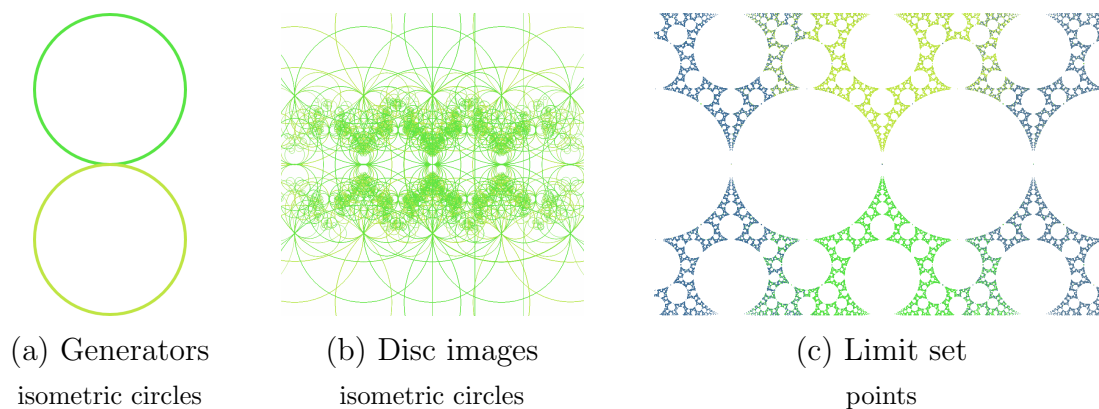 (a) Generators
isometric circles
(b) Disc images
isometric circles
(c) Limit set
points